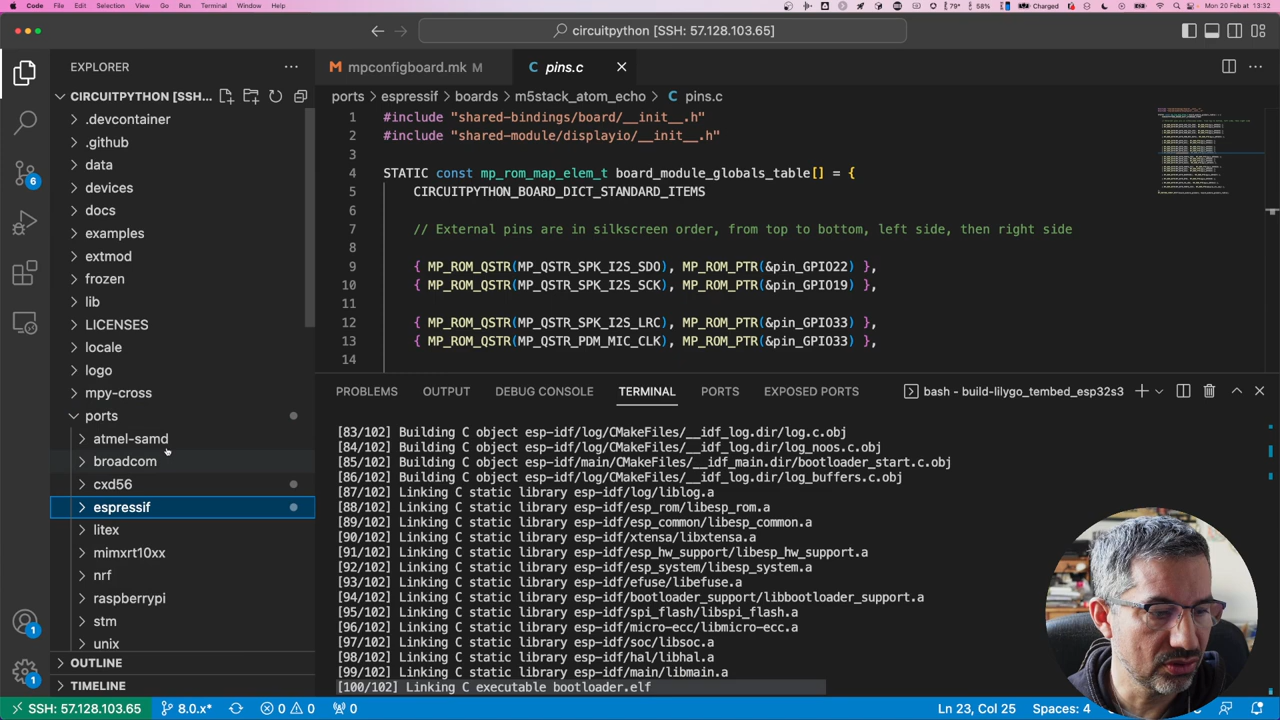 Code File Edit Selection View Go Run Terminal Window Help
79° 58% Charged Mon 20 Feb at 13:32
circuitpython [SSH: 57.128.103.65]
EXPLORER
mpconfigboard.mk M
pins.c
CIRCUITPYTHON [SSH...
ports > espressif > boards > m5stack_atom_echo > pins.c
.devcontainer
.github
data
devices
docs
examples
extmod
frozen
lib
LICENSES
locale
logo
mpy-cross
ports
atmel-samd
broadcom
cxd56
espressif
litex
mimxrt10xx
nrf
raspberrypi
stm
unix
OUTLINE
TIMELINE
6
1
1
1 #include "shared-bindings/board/__init__.h"
2 #include "shared-module/displayio/__init__.h"
3
4 STATIC const mp_rom_map_elem_t board_module_globals_table[] = {
5 CIRCUITPYTHON_BOARD_DICT_STANDARD_ITEMS
6
7 // External pins are in silkscreen order, from top to bottom, left side, then right side
8
9 { MP_ROM_QSTR(MP_QSTR_SPK_I2S_SDO), MP_ROM_PTR(&pin_GPIO22) },
10 { MP_ROM_QSTR(MP_QSTR_SPK_I2S_SCK), MP_ROM_PTR(&pin_GPIO19) },
11
12 { MP_ROM_QSTR(MP_QSTR_SPK_I2S_LRC), MP_ROM_PTR(&pin_GPIO33) },
13 { MP_ROM_QSTR(MP_QSTR_PDM_MIC_CLK), MP_ROM_PTR(&pin_GPIO33) },
14
PROBLEMS OUTPUT DEBUG CONSOLE TERMINAL PORTS EXPOSED PORTS
bash - build-lilygo_tembed_esp32s3
[83/102] Building C object esp-idf/log/CMakeFiles/__idf_log.dir/log.c.obj
[84/102] Building C object esp-idf/log/CMakeFiles/__idf_log.dir/log_noos.c.obj
[85/102] Building C object esp-idf/main/CMakeFiles/__idf_main.dir/bootloader_start.c.obj
[86/102] Building C object esp-idf/log/CMakeFiles/__idf_log.dir/log_buffers.c.obj
[87/102] Linking C static library esp-idf/log/liblog.a
[88/102] Linking C static library esp-idf/esp_rom/libesp_rom.a
[89/102] Linking C static library esp-idf/esp_common/libesp_common.a
[90/102] Linking C static library esp-idf/xtensa/libxtensa.a
[91/102] Linking C static library esp-idf/esp_hw_support/libesp_hw_support.a
[92/102] Linking C static library esp-idf/esp_system/libesp_system.a
[93/102] Linking C static library esp-idf/efuse/libefuse.a
[94/102] Linking C static library esp-idf/bootloader_support/libbootloader_support.a
[95/102] Linking C static library esp-idf/spi_flash/libspi_flash.a
[96/102] Linking C static library esp-idf/micro-ecc/libmicro-ecc.a
[97/102] Linking C static library esp-idf/soc/libsoc.a
[98/102] Linking C static library esp-idf/hal/libhal.a
[99/102] Linking C static library esp-idf/main/libmain.a
[100/102] Linking C executable bootloader.elf
SSH: 57.128.103.65 8.0.x* 0 0 0 Ln 23, Col 25 Spaces: 4